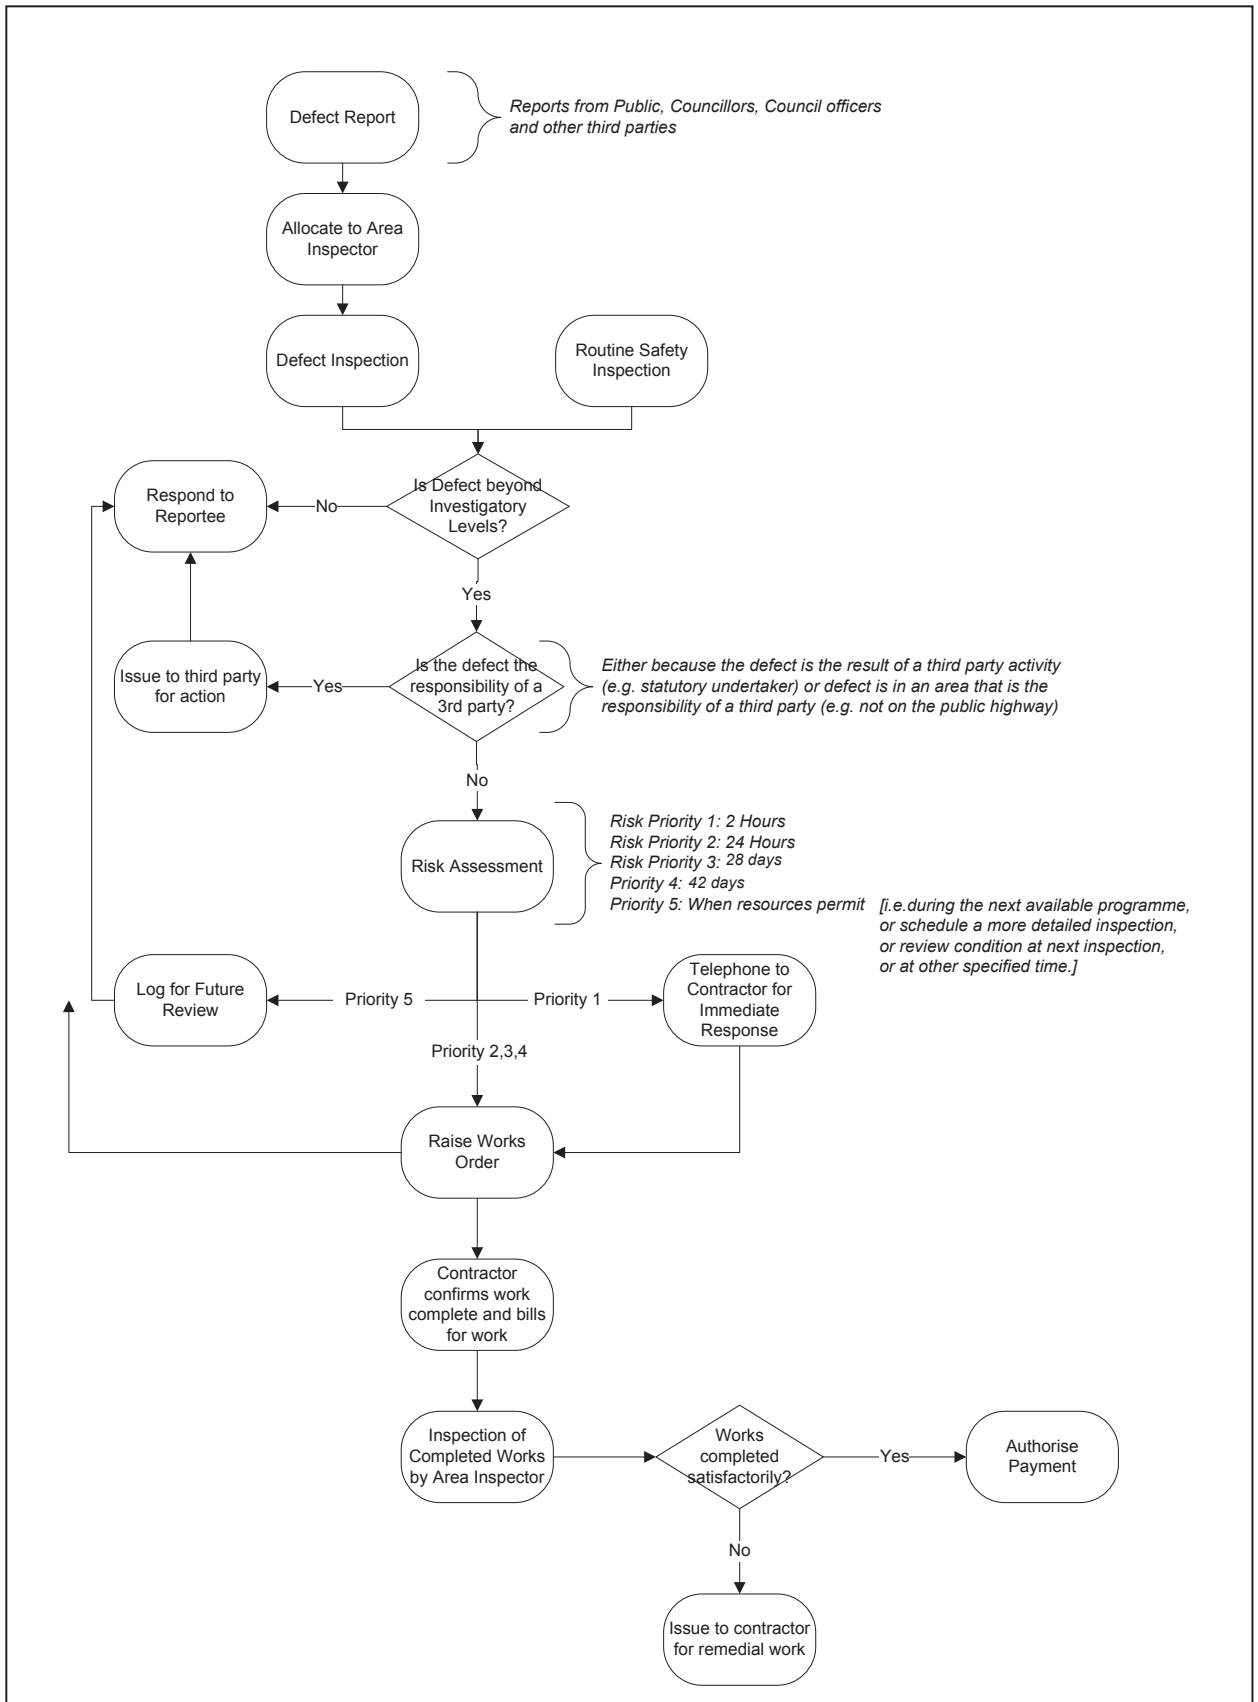 Defect Report
Reports from Public, Councillors, Council officers
and other third parties
Allocate to Area
Inspector
Defect Inspection
Routine Safety
Inspection
Is Defect beyond
Investigatory
Levels?
No
Respond to
Reportee
Yes
Is the defect the
responsibility of a
3rd party?
Yes
Issue to third party
for action
Either because the defect is the result of a third party activity
(e.g. statutory undertaker) or defect is in an area that is the
responsibility of a third party (e.g. not on the public highway)
No
Risk Assessment
Risk Priority 1: 2 Hours
Risk Priority 2: 24 Hours
Risk Priority 3: 28 days
Priority 4: 42 days
Priority 5: When resources permit
[i.e.during the next available programme,
or schedule a more detailed inspection,
or review condition at next inspection,
or at other specified time.]
Log for Future
Review
Priority 5
Priority 1
Telephone to
Contractor for
Immediate
Response
Priority 2,3,4
Raise Works
Order
Contractor
confirms work
complete and bills
for work
Inspection of
Completed Works
by Area Inspector
Works
completed
satisfactorily?
Yes
Authorise
Payment
No
Issue to contractor
for remedial work